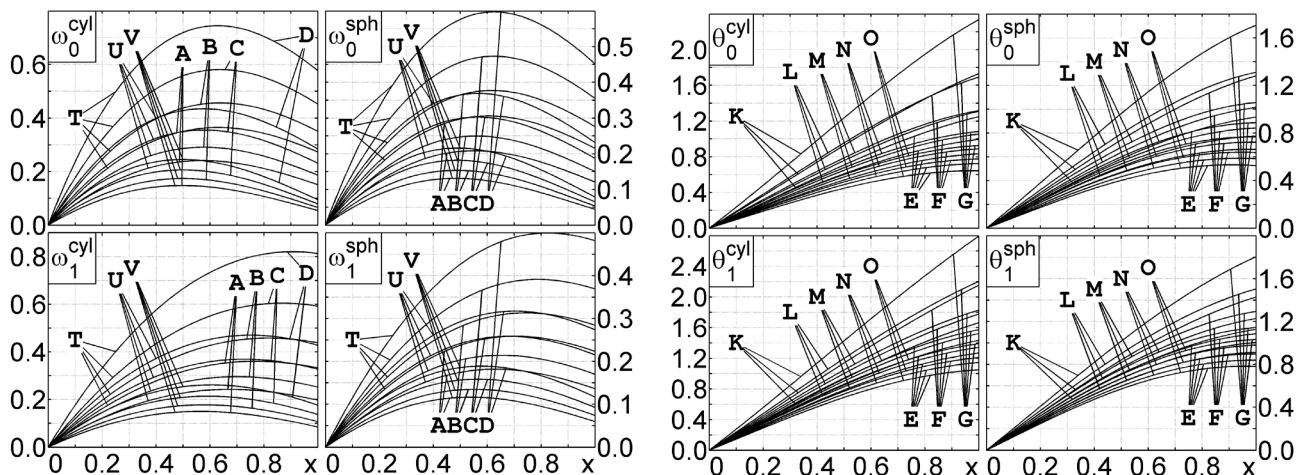 ω₀ᶜʸˡ
U V A B C D
T
0.6
0.4
0.2
0.0
ω₀ˢᵖʰ
U V
T
ABCD
0.5
0.4
0.3
0.2
0.1
0.0
ω₁ᶜʸˡ
U V A B C D
T
0.8
0.6
0.4
0.2
0.0
0 0.2 0.4 0.6 0.8 x
ω₁ˢᵖʰ
U V
T
ABCD
0.4
0.3
0.2
0.1
0.0
0 0.2 0.4 0.6 0.8 x
θ₀ᶜʸˡ
K L M N O
E F G
2.0
1.6
1.2
0.8
0.4
0.0
θ₀ˢᵖʰ
K L M N O
E F G
1.6
1.2
0.8
0.4
0.0
θ₁ᶜʸˡ
K L M N O
E F G
2.4
2.0
1.6
1.2
0.8
0.4
0.0
0 0.2 0.4 0.6 0.8 x
θ₁ˢᵖʰ
K L M N O
E F G
1.6
1.2
0.8
0.4
0.0
0 0.2 0.4 0.6 0.8 x